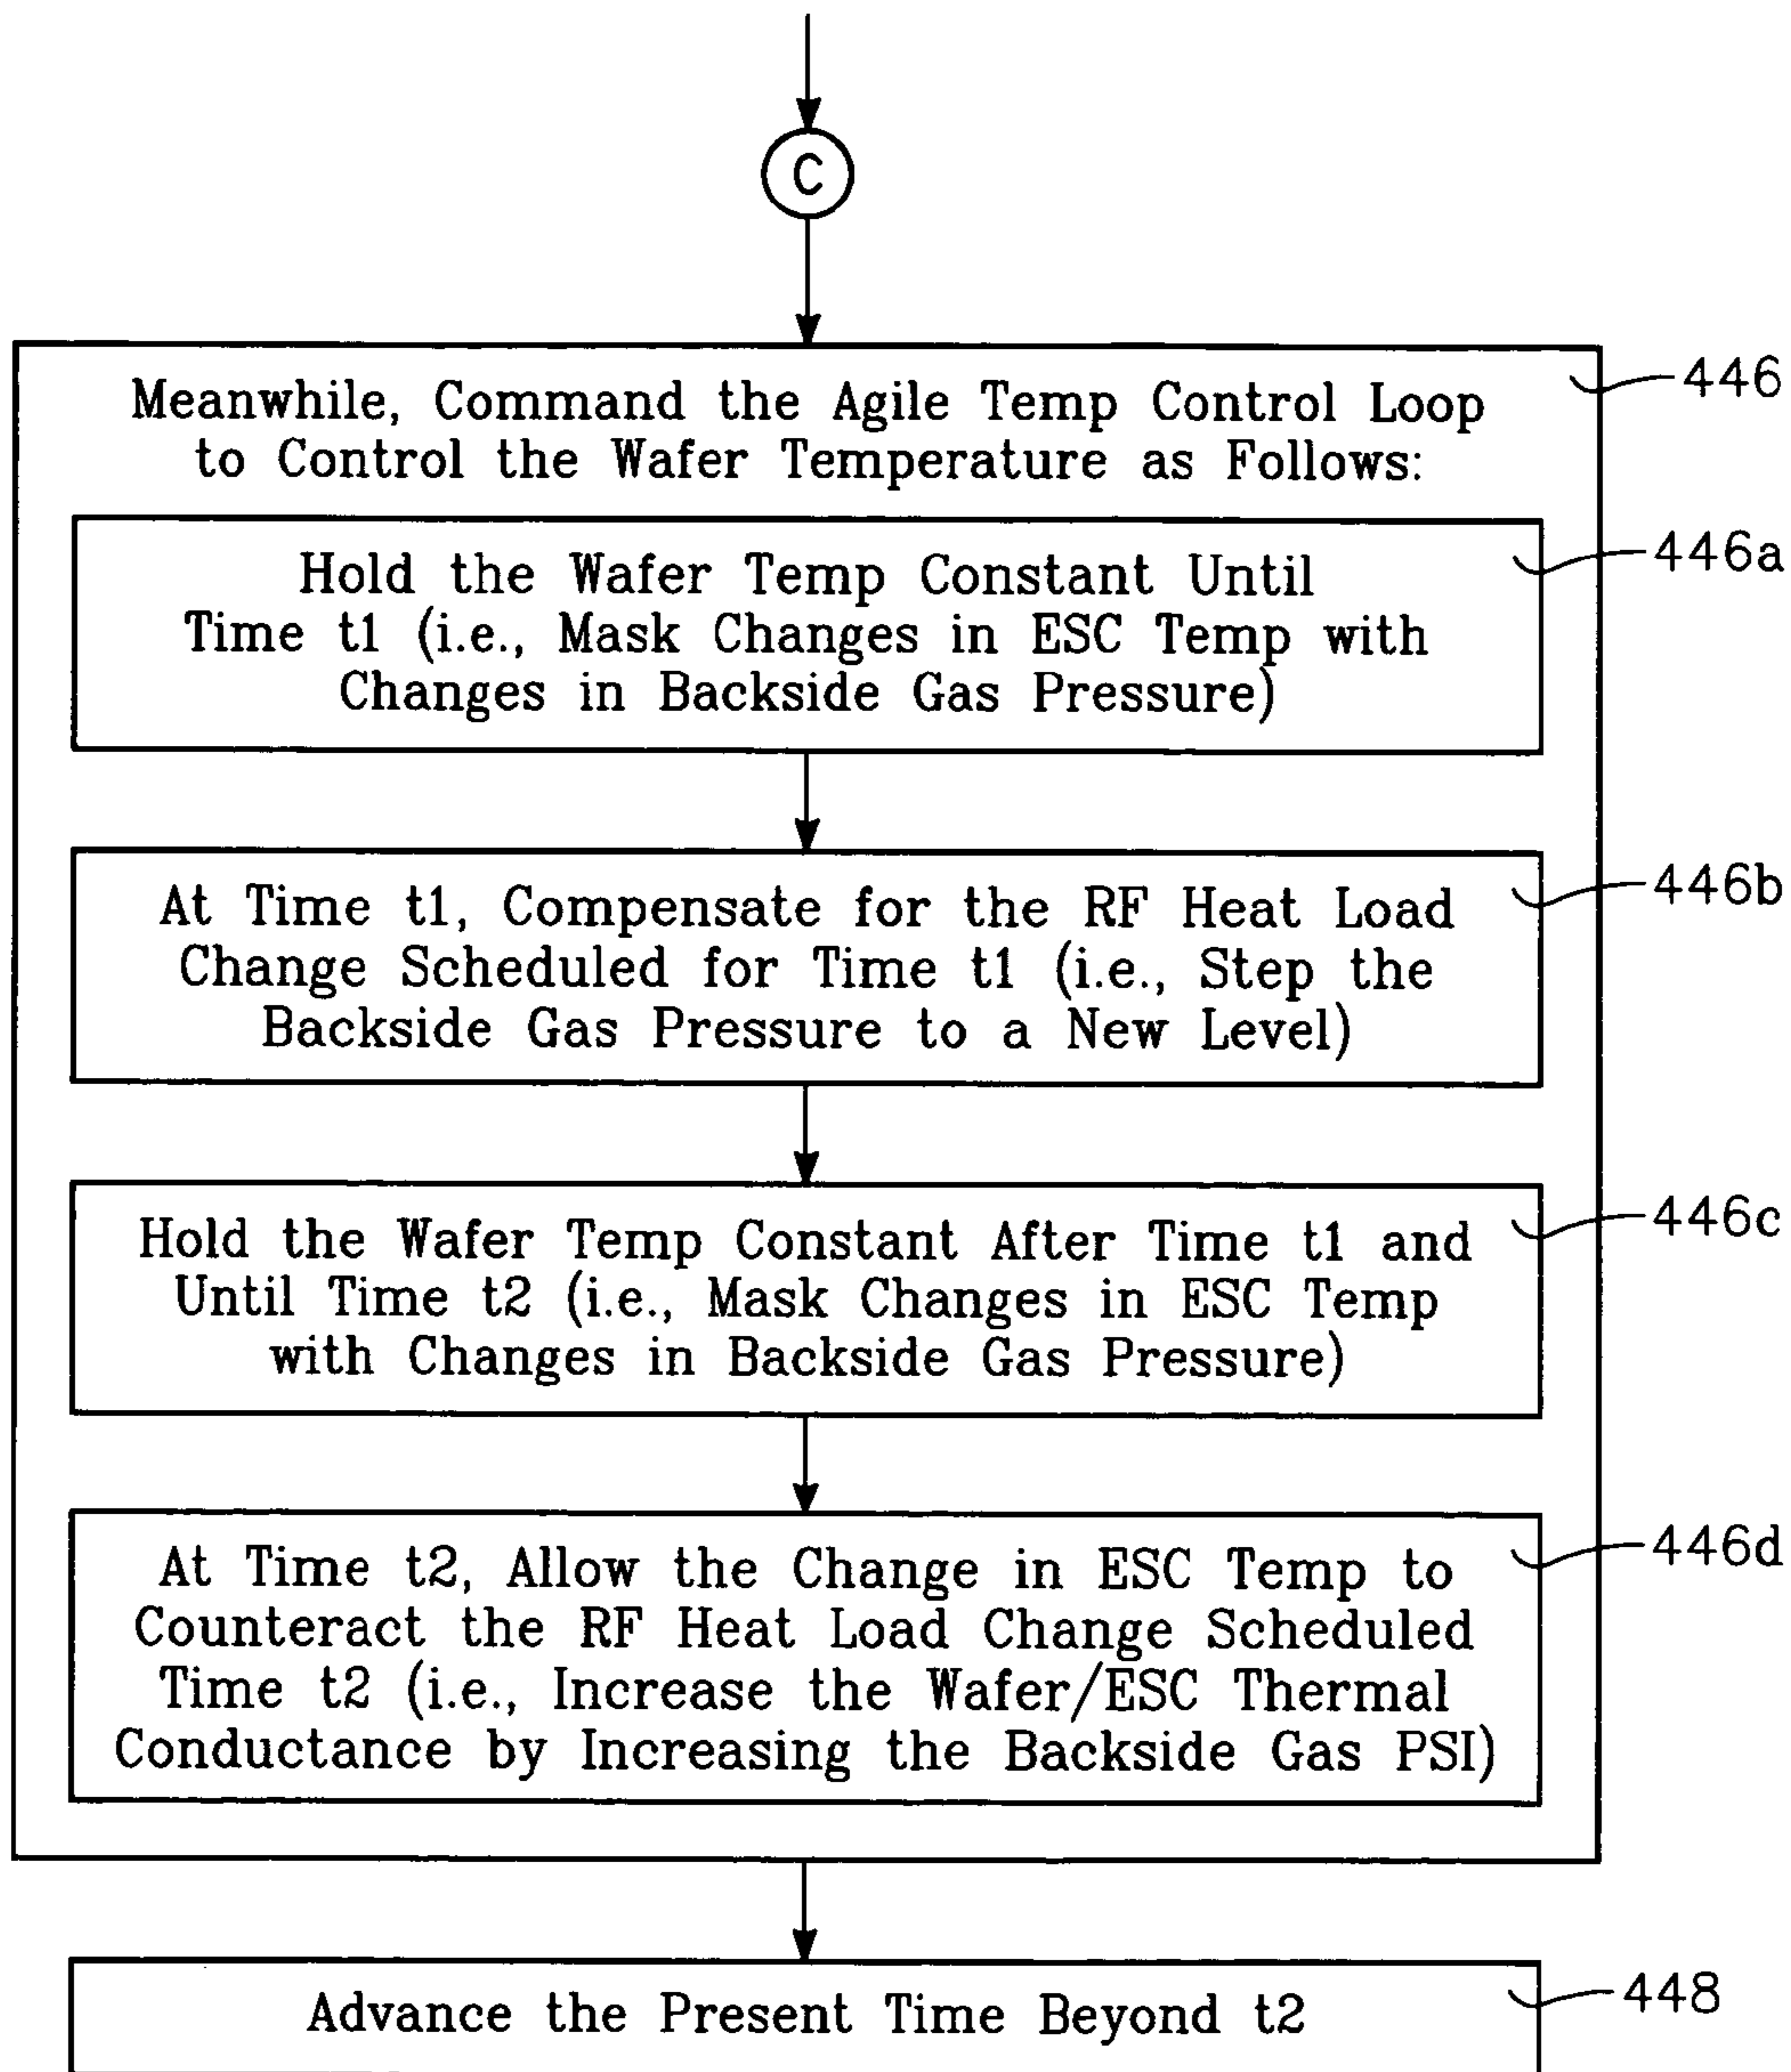 C
Meanwhile, Command the Agile Temp Control Loop
to Control the Wafer Temperature as Follows:
446
Hold the Wafer Temp Constant Until
Time t1 (i.e., Mask Changes in ESC Temp with
Changes in Backside Gas Pressure)
446a
At Time t1, Compensate for the RF Heat Load
Change Scheduled for Time t1 (i.e., Step the
Backside Gas Pressure to a New Level)
446b
Hold the Wafer Temp Constant After Time t1 and
Until Time t2 (i.e., Mask Changes in ESC Temp
with Changes in Backside Gas Pressure)
446c
At Time t2, Allow the Change in ESC Temp to
Counteract the RF Heat Load Change Scheduled
Time t2 (i.e., Increase the Wafer/ESC Thermal
Conductance by Increasing the Backside Gas PSI)
446d
Advance the Present Time Beyond t2
448